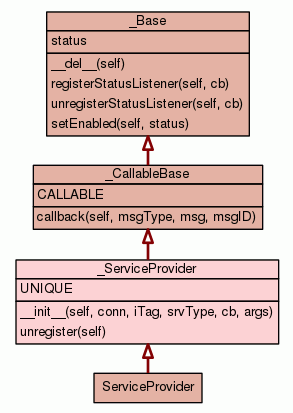 _Base
status
__del__(self)
registerStatusListener(self, cb)
unregisterStatusListener(self, cb)
setEnabled(self, status)
_CallableBase
CALLABLE
callback(self, msgType, msg, msgID)
_ServiceProvider
UNIQUE
__init__(self, conn, iTag, srvType, cb, args)
unregister(self)
ServiceProvider